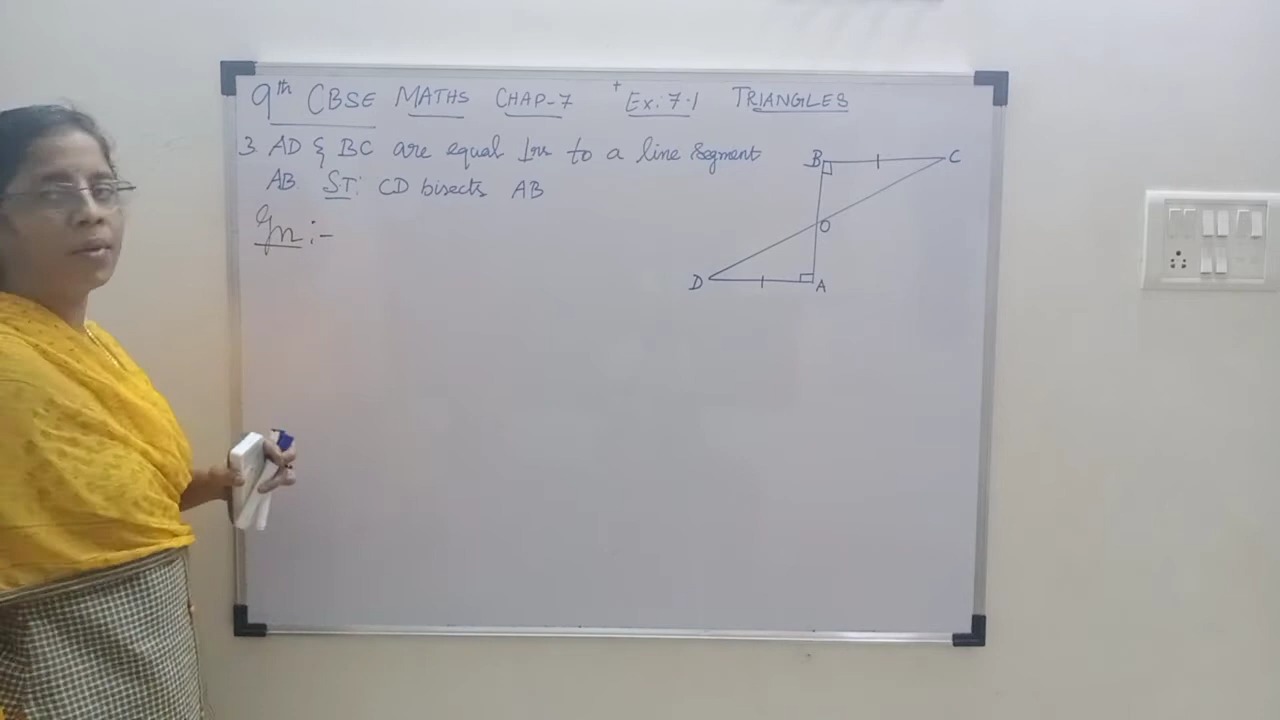 9th CBSE MATHS CHAP-7 Ex: 7.1 TRIANGLES
3. AD & BC are equal ⊥rs to a line segment
AB. ST: CD bisects AB
Gn :-
B C
O
D A